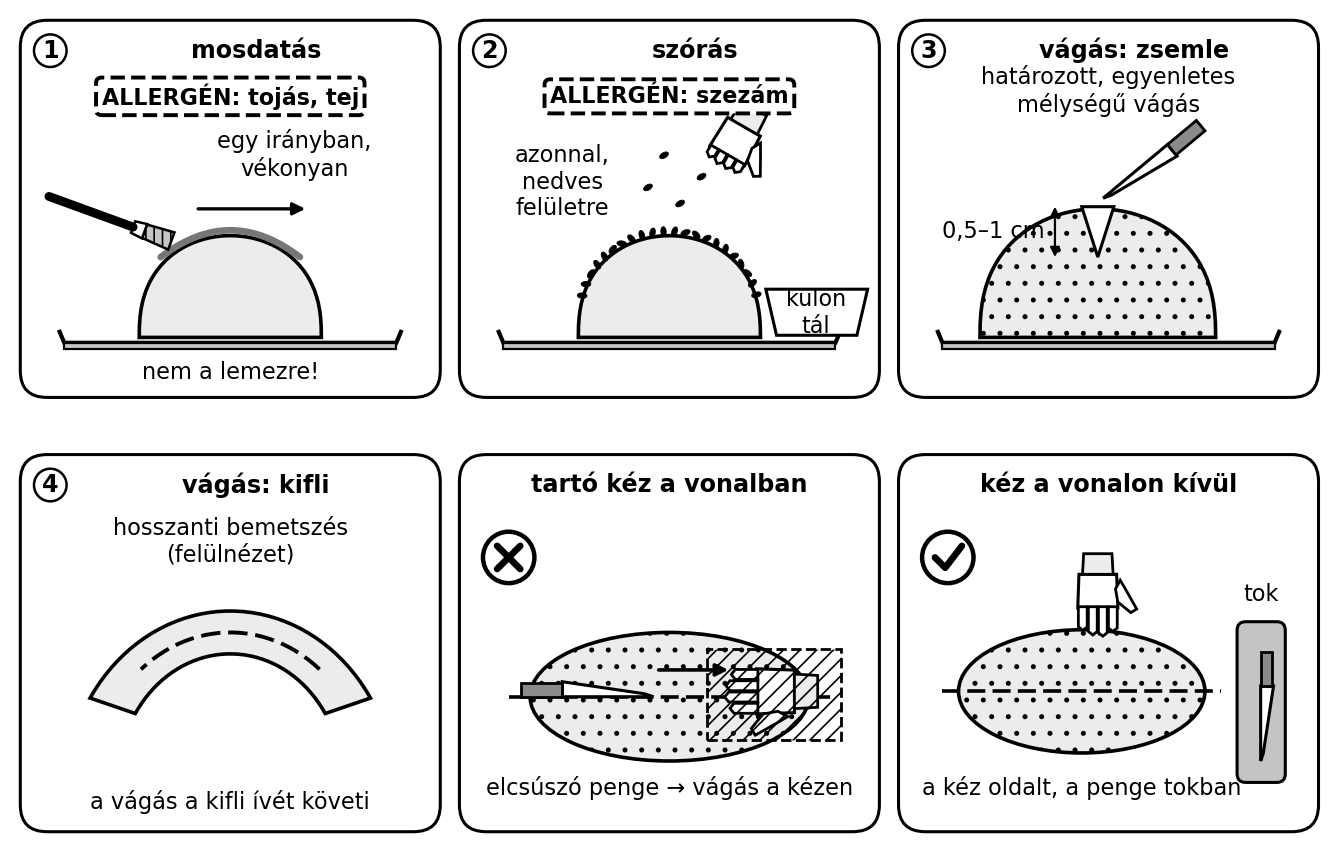 1
mosdatás
ALLERGÉN: tojás, tej
egy irányban,
vékonyan
nem a lemezre!
2
szórás
ALLERGÉN: szezám
azonnal,
nedves
felületre
külön
tál
3
vágás: zsemle
határozott, egyenletes
mélységű vágás
0,5–1 cm
4
vágás: kifli
hosszanti bemetszés
(felülnézet)
a vágás a kifli ívét követi
tartó kéz a vonalban
elcsúszó penge → vágás a kézen
kéz a vonalon kívül
tok
a kéz oldalt, a penge tokban